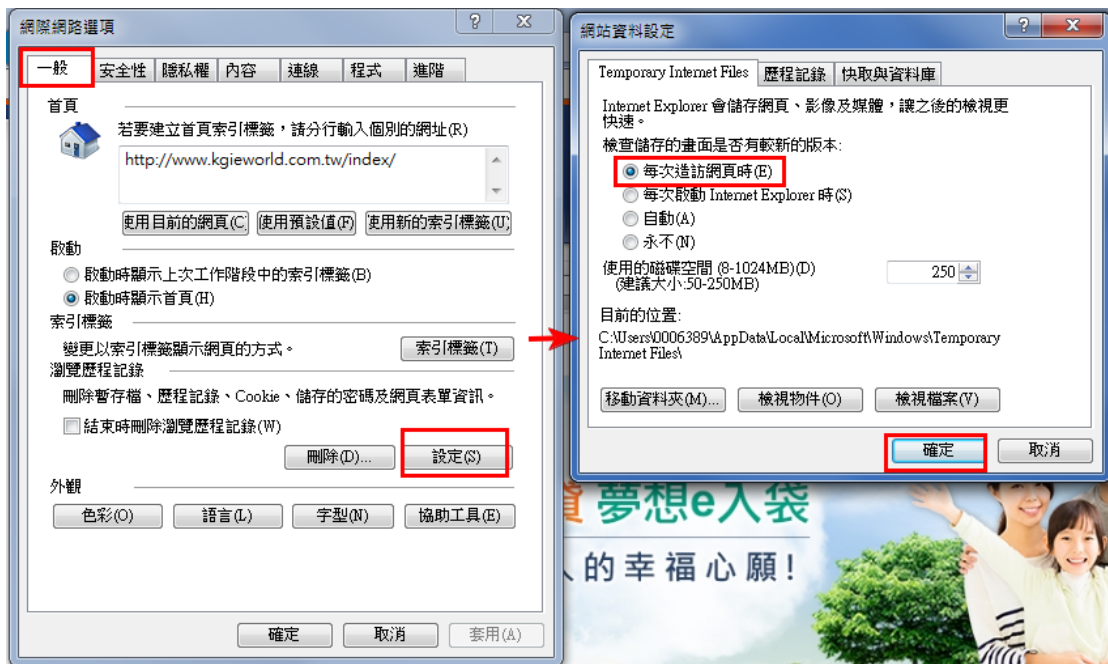 網際網路選項
一般 安全性 隱私權 內容 連線 程式 進階
首頁
若要建立首頁索引標籤，請分行輸入個別的網址(R)
http://www.kgieworld.com.tw/index/
使用目前的網頁(C) 使用預設值(F) 使用新的索引標籤(U)
啟動
啟動時顯示上次工作階段中的索引標籤(B)
啟動時顯示首頁(H)
索引標籤
變更以索引標籤顯示網頁的方式。 索引標籤(T)
瀏覽歷程記錄
刪除暫存檔、歷程記錄、Cookie、儲存的密碼及網頁表單資訊。
結束時刪除瀏覽歷程記錄(W)
刪除(D)... 設定(S)
外觀
色彩(O) 語言(L) 字型(N) 協助工具(E)
確定 取消 套用(A)
網站資料設定
Temporary Internet Files 歷程記錄 快取與資料庫
Internet Explorer 會儲存網頁、影像及媒體，讓之後的檢視更
快速。
檢查儲存的畫面是否有較新的版本:
每次造訪網頁時(E)
每次啟動 Internet Explorer 時(S)
自動(A)
永不(N)
使用的磁碟空間 (8-1024MB)(D) 250
(建議大小:50-250MB)
目前的位置:
C:\Users\0006389\AppData\Local\Microsoft\Windows\Temporary
Internet Files\
移動資料夾(M)... 檢視物件(O) 檢視檔案(V)
確定 取消
夢想e入袋
人的幸福心願!